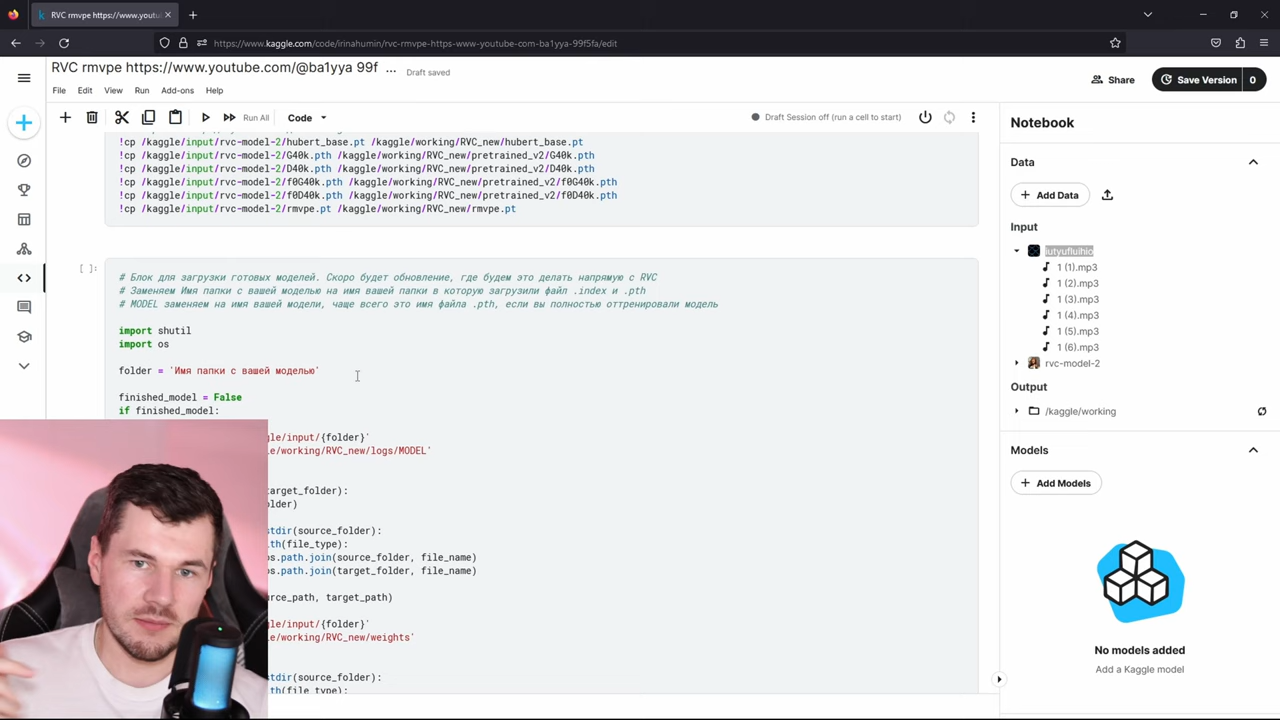 RVC rmvpe https://www.youtu
https://www.kaggle.com/code/irinahumin/rvc-rmvpe-https-www-youtube-com-ba1yya-99f5fa/edit
RVC rmvpe https://www.youtube.com/@ba1yya 99f ...
Draft saved
Share
Save Version
0
File
Edit
View
Run
Add-ons
Help
Run All
Code
Draft Session off (run a cell to start)
!cp /kaggle/input/rvc-model-2/hubert_base.pt /kaggle/working/RVC_new/hubert_base.pt
!cp /kaggle/input/rvc-model-2/G40k.pth /kaggle/working/RVC_new/pretrained_v2/G40k.pth
!cp /kaggle/input/rvc-model-2/D40k.pth /kaggle/working/RVC_new/pretrained_v2/D40k.pth
!cp /kaggle/input/rvc-model-2/f0G40k.pth /kaggle/working/RVC_new/pretrained_v2/f0G40k.pth
!cp /kaggle/input/rvc-model-2/f0D40k.pth /kaggle/working/RVC_new/pretrained_v2/f0D40k.pth
!cp /kaggle/input/rvc-model-2/rmvpe.pt /kaggle/working/RVC_new/rmvpe.pt
[ ]:
# Блок для загрузки готовых моделей. Скоро будет обновление, где будем это делать напрямую с RVC
# Заменяем Имя папки с вашей моделью на имя вашей папки в которую загрузили файл .index и .pth
# MODEL заменяем на имя вашей модели, чаще всего это имя файла .pth, если вы полностью оттренировали модель
import shutil
import os
folder = 'Имя папки с вашей моделью'
finished_model = False
if finished_model:
gle/input/{folder}'
e/working/RVC_new/logs/MODEL'
target_folder):
older)
stdir(source_folder):
ith(file_type):
os.path.join(source_folder, file_name)
os.path.join(target_folder, file_name)
urce_path, target_path)
gle/input/{folder}'
le/working/RVC_new/weights'
stdir(source_folder):
ith(file_type):
Notebook
Data
Add Data
Input
iutyufluihio
1 (1).mp3
1 (2).mp3
1 (3).mp3
1 (4).mp3
1 (5).mp3
1 (6).mp3
rvc-model-2
Output
/kaggle/working
Models
Add Models
No models added
Add a Kaggle model